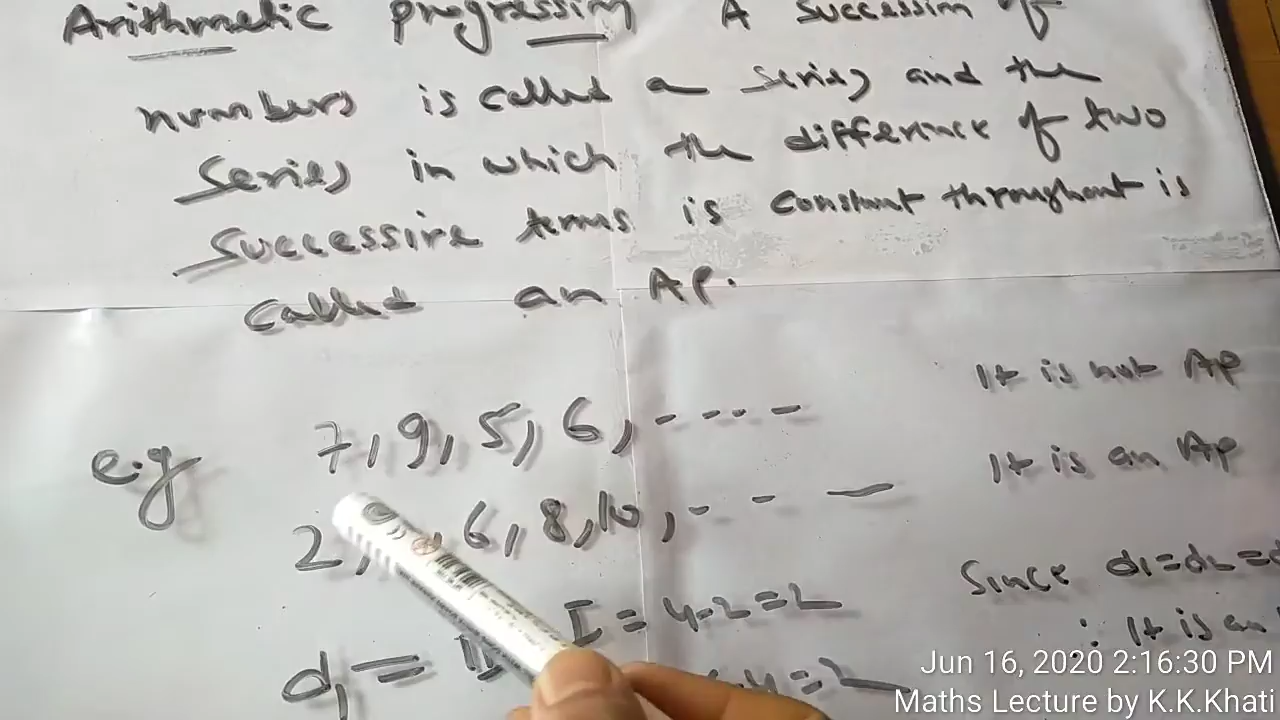 Arithmetic progression A succession of
numbers is called a series and the
series in which the difference of two
successive terms is constant throughout is
called an AP.
It is not AP
e.g 7, 9, 5, 6, ----
It is an AP
2, 6, 8, 10, - - —
Since d1=d2=d
d1 = II I = 4-2=2
∴ It is an
4=2
Jun 16, 2020 2:16:30 PM
Maths Lecture by K.K.Khati